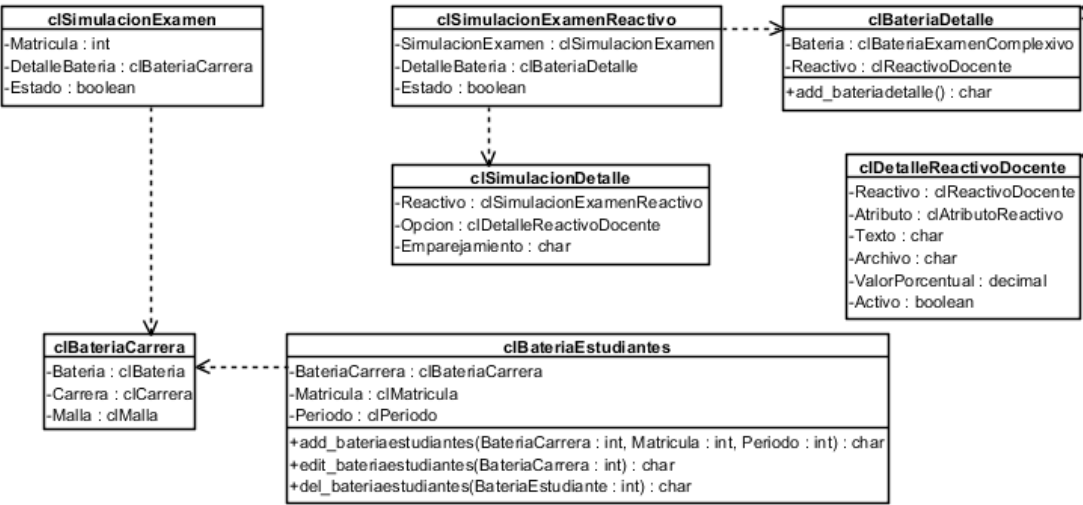 clSimulacionExamen
-Matricula : int
-DetalleBateria : clBateriaCarrera
-Estado : boolean
clSimulacionExamenReactivo
-SimulacionExamen : clSimulacionExamen
-DetalleBateria : clBateriaDetalle
-Estado : boolean
clBateriaDetalle
-Bateria : clBateriaExamenComplexivo
-Reactivo : clReactivoDocente
+add_bateriadetalle() : char
clSimulacionDetalle
-Reactivo : clSimulacionExamenReactivo
-Opcion : clDetalleReactivoDocente
-Emparejamiento : char
clDetalleReactivoDocente
-Reactivo : clReactivoDocente
-Atributo : clAtributoReactivo
-Texto : char
-Archivo : char
-ValorPorcentual : decimal
-Activo : boolean
clBateriaCarrera
-Bateria : clBateria
-Carrera : clCarrera
-Malla : clMalla
clBateriaEstudiantes
-BateriaCarrera : clBateriaCarrera
-Matricula : clMatricula
-Periodo : clPeriodo
+add_bateriaestudiantes(BateriaCarrera : int, Matricula : int, Periodo : int) : char
+edit_bateriaestudiantes(BateriaCarrera : int) : char
+del_bateriaestudiantes(BateriaEstudiante : int) : char